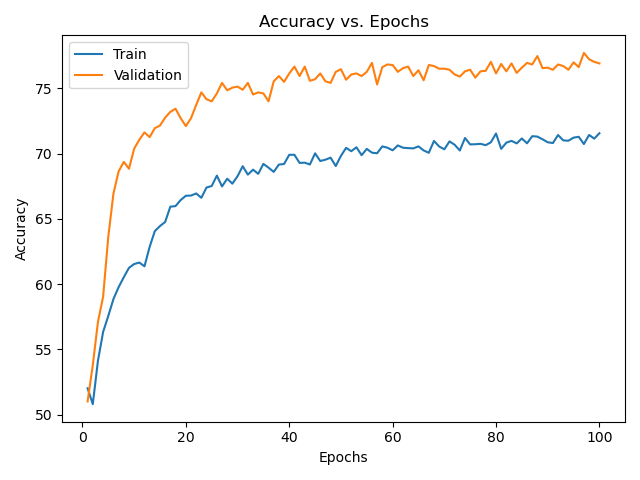 Accuracy vs. Epochs
Train
Validation
Accuracy
75
70
65
60
55
50
0 20 40 60 80 100
Epochs